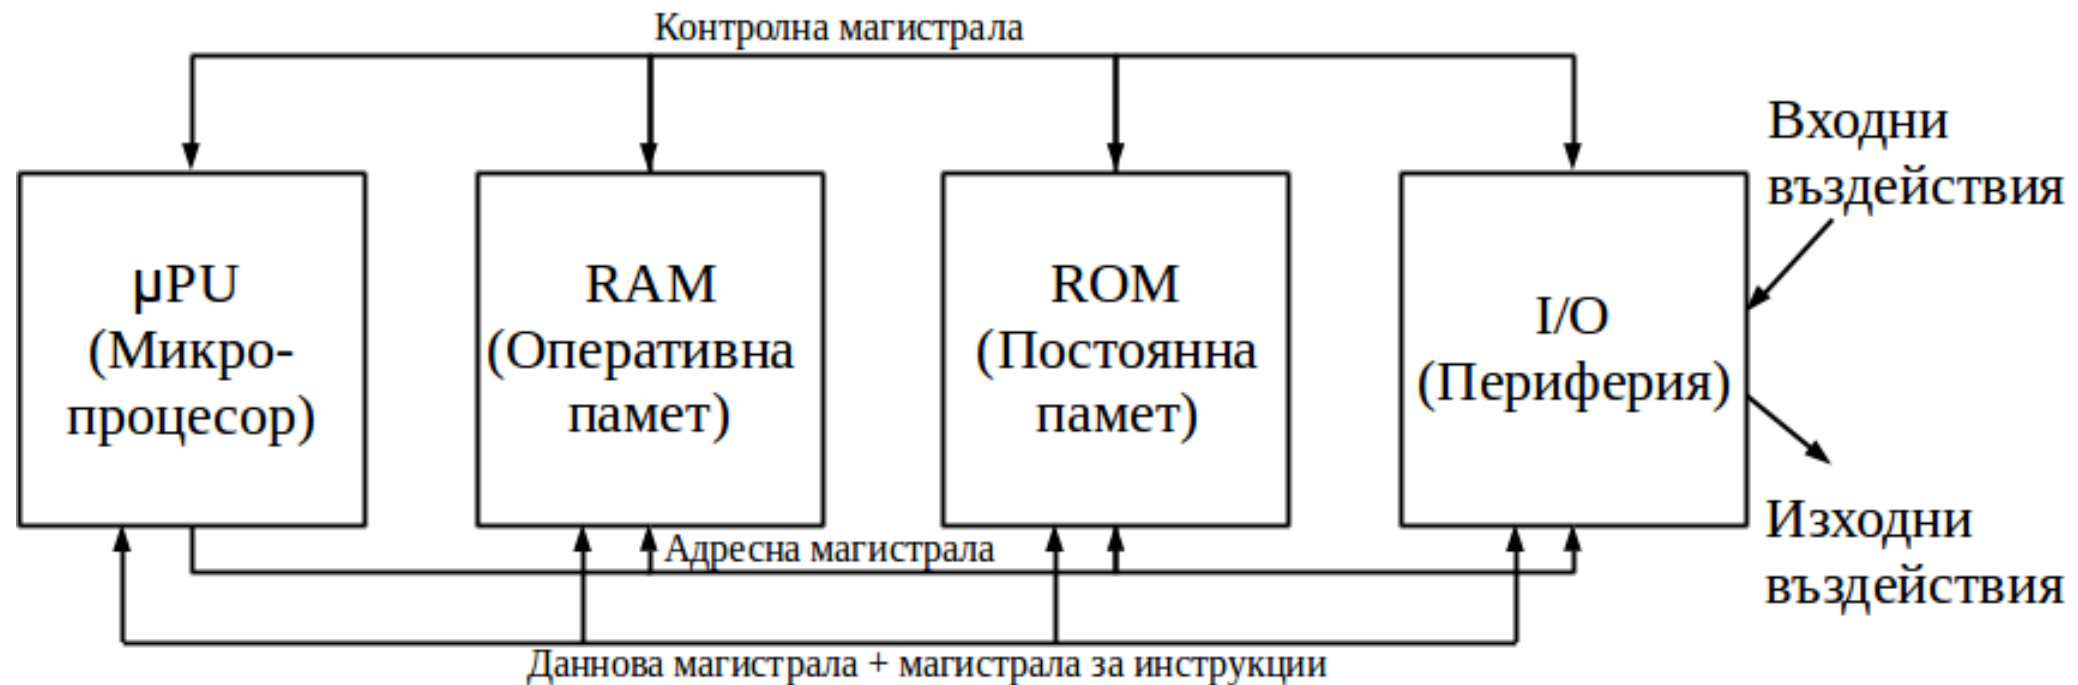 Контролна магистрала
Входни
въздействия
μPU
(Микро-
процесор)
RAM
(Оперативна
памет)
ROM
(Постоянна
памет)
I/O
(Периферия)
Адресна магистрала
Изходни
въздействия
Даннова магистрала + магистрала за инструкции